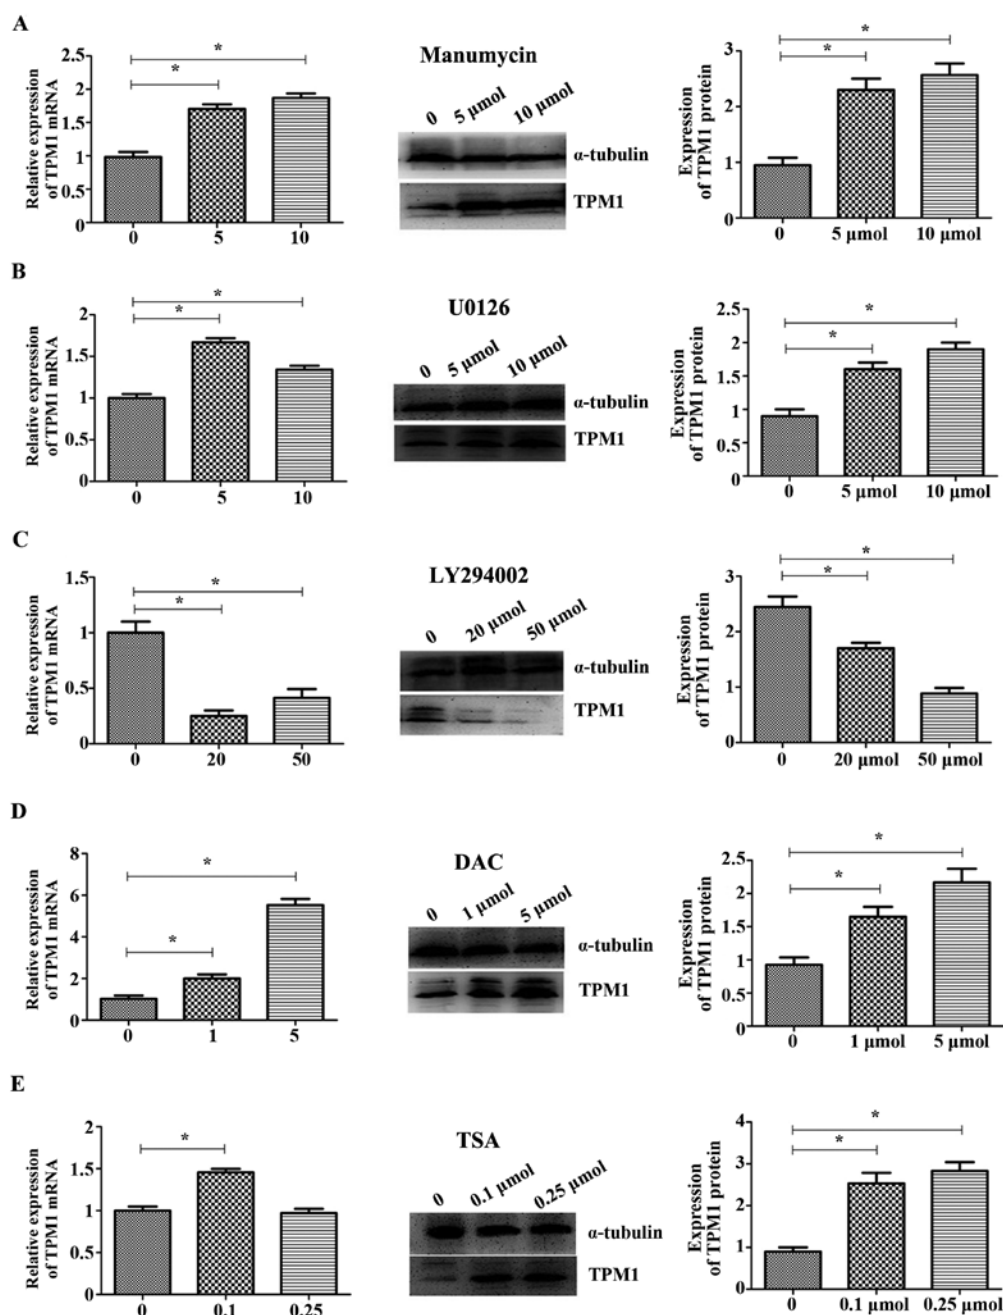 A
Relative expression
of TPM1 mRNA
2.5
2
1.5
1
0.5
0
*
*
0 5 10
Manumycin
0 5 μmol 10 μmol
α-tubulin
TPM1
Expression
of TPM1 protein
3
2
1
0
*
*
0 5 μmol 10 μmol
B
Relative expression
of TPM1 mRNA
2
1.5
1
0.5
0
*
*
0 5 10
U0126
0 5 μmol 10 μmol
α-tubulin
TPM1
Expression
of TPM1 protein
2.5
2
1.5
1
0.5
0
*
*
0 5 μmol 10 μmol
C
Relative expression
of TPM1 mRNA
1.5
1
0.5
0
*
*
0 20 50
LY294002
0 20 μmol 50 μmol
α-tubulin
TPM1
Expression
of TPM1 protein
3
2
1
0
*
*
0 20 μmol 50 μmol
D
Relative expression
of TPM1 mRNA
8
6
4
2
0
*
*
0 1 5
DAC
0 1 μmol 5 μmol
α-tubulin
TPM1
Expression
of TPM1 protein
2.5
2
1.5
1
0.5
0
*
*
0 1 μmol 5 μmol
E
Relative expression
of TPM1 mRNA
2
1.5
1
0.5
0
*
0 0.1 0.25
TSA
0 0.1 μmol 0.25 μmol
α-tubulin
TPM1
Expression
of TPM1 protein
4
3
2
1
0
*
*
0 0.1 μmol 0.25 μmol